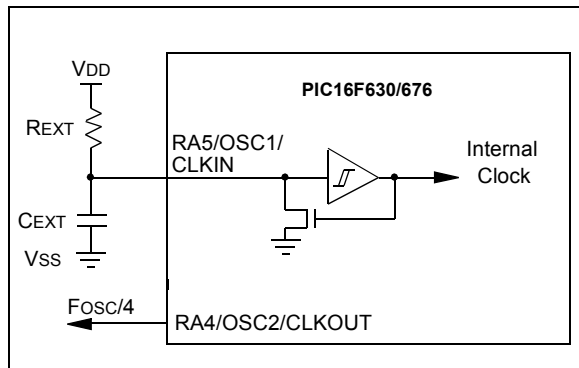 VDD
PIC16F630/676
REXT
RA5/OSC1/
CLKIN
Internal
Clock
CEXT
VSS
FOSC/4
RA4/OSC2/CLKOUT